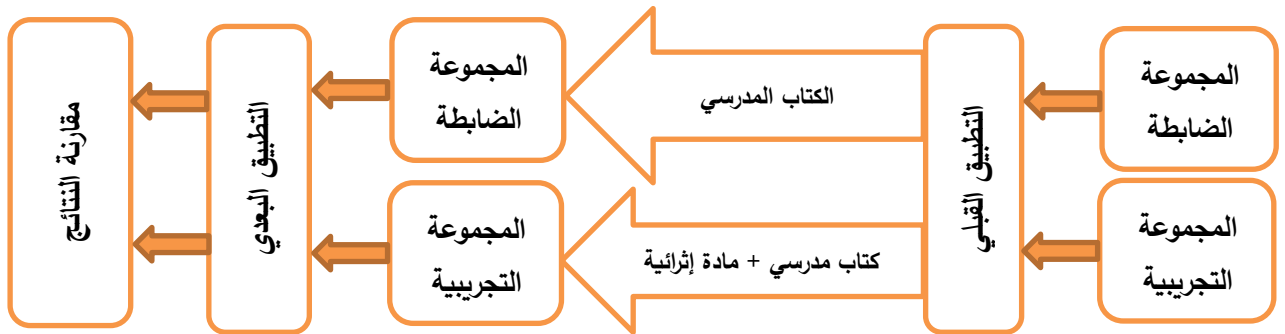 المجموعة
الضابطة
المجموعة
التجريبية
التطبيق القبلي
الكتاب المدرسي
كتاب مدرسي + مادة إثرائية
المجموعة
الضابطة
المجموعة
التجريبية
التطبيق البعدي
مقارنة النتائج